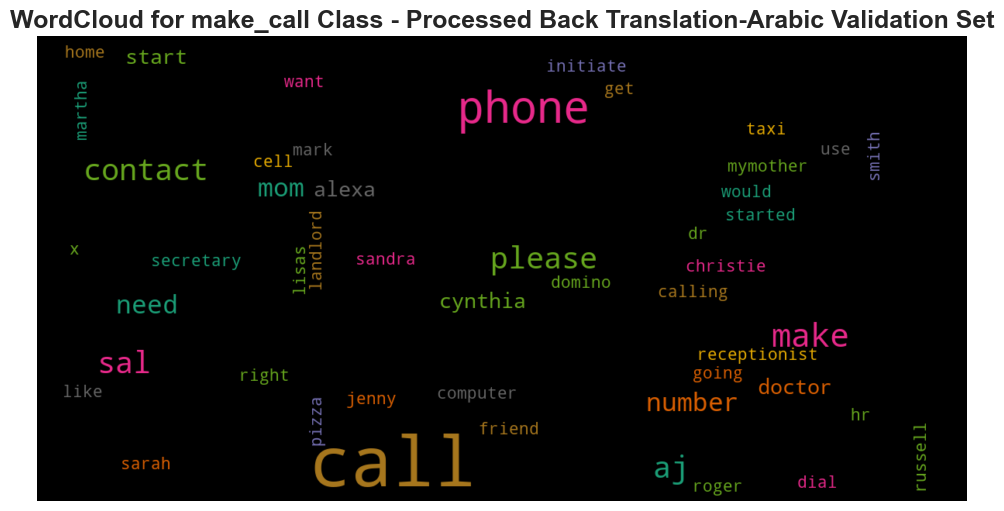 WordCloud for make_call Class - Processed Back Translation-Arabic Validation Set
home
start
want
initiate
get
phone
martha
taxi
use
smith
mark
cell
contact
mymother
mom
alexa
would
started
landlord
dr
x
secretary
lisas
sandra
please
christie
domino
calling
cynthia
need
make
sal
receptionist
right
going
doctor
like
computer
jenny
number
pizza
hr
friend
russell
call
sarah
aj
roger
dial